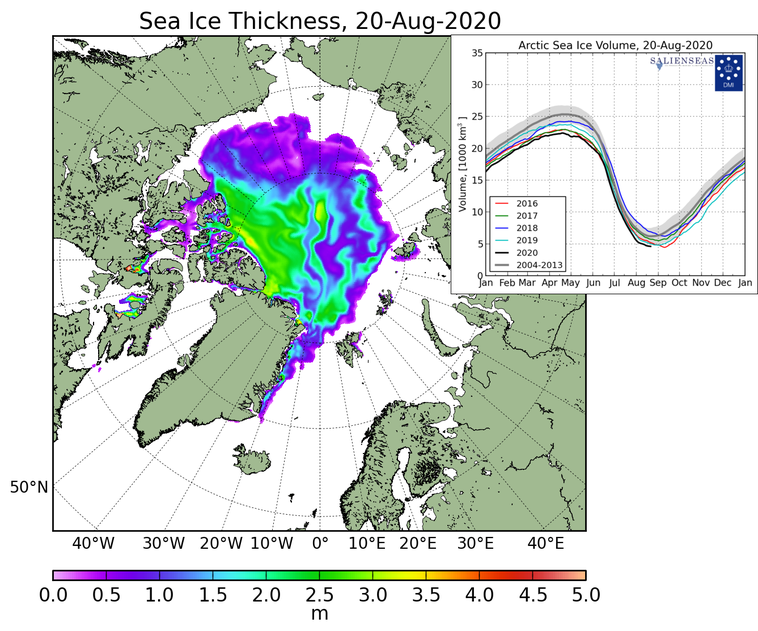 Sea Ice Thickness, 20-Aug-2020
Arctic Sea Ice Volume, 20-Aug-2020
SALIENSEAS
DMI
Volume, [1000 km³]
35
30
25
20
15
10
5
0
2016
2017
2018
2019
2020
2004-2013
Jan Feb Mar Apr May Jun Jul Aug Sep Oct Nov Dec Jan
50°N
40°W 30°W 20°W 10°W 0° 10°E 20°E 30°E 40°E
0.0 0.5 1.0 1.5 2.0 2.5 3.0 3.5 4.0 4.5 5.0
m